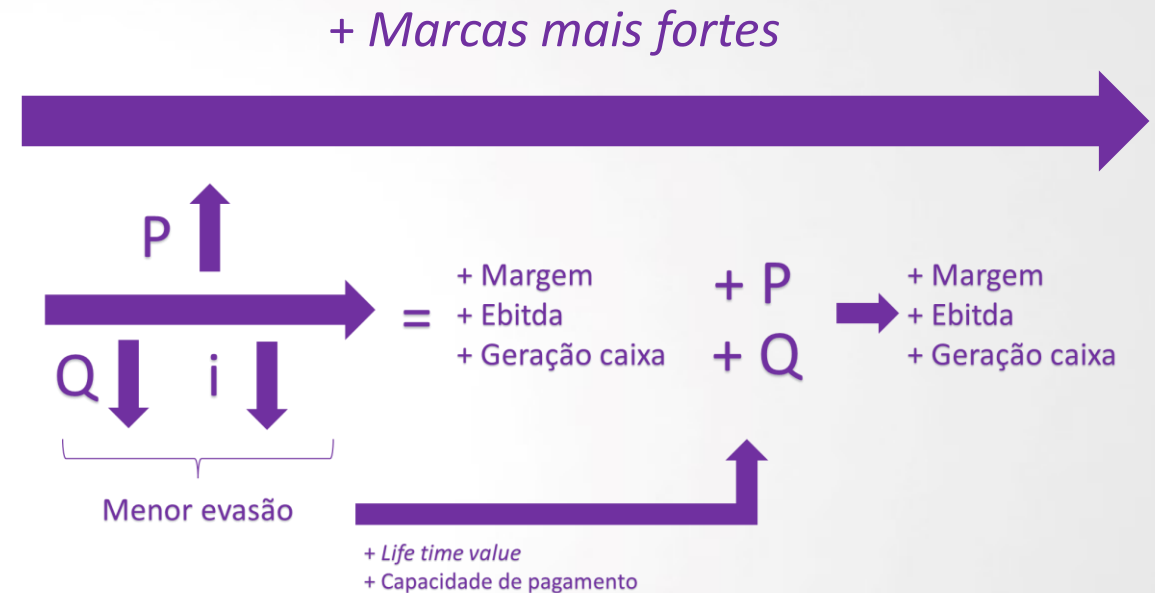 + Marcas mais fortes
P
Q
i
Menor evasão
=
+ Margem
+ Ebitda
+ Geração caixa
+ P
+ Q
+ Margem
+ Ebitda
+ Geração caixa
+ Life time value
+ Capacidade de pagamento